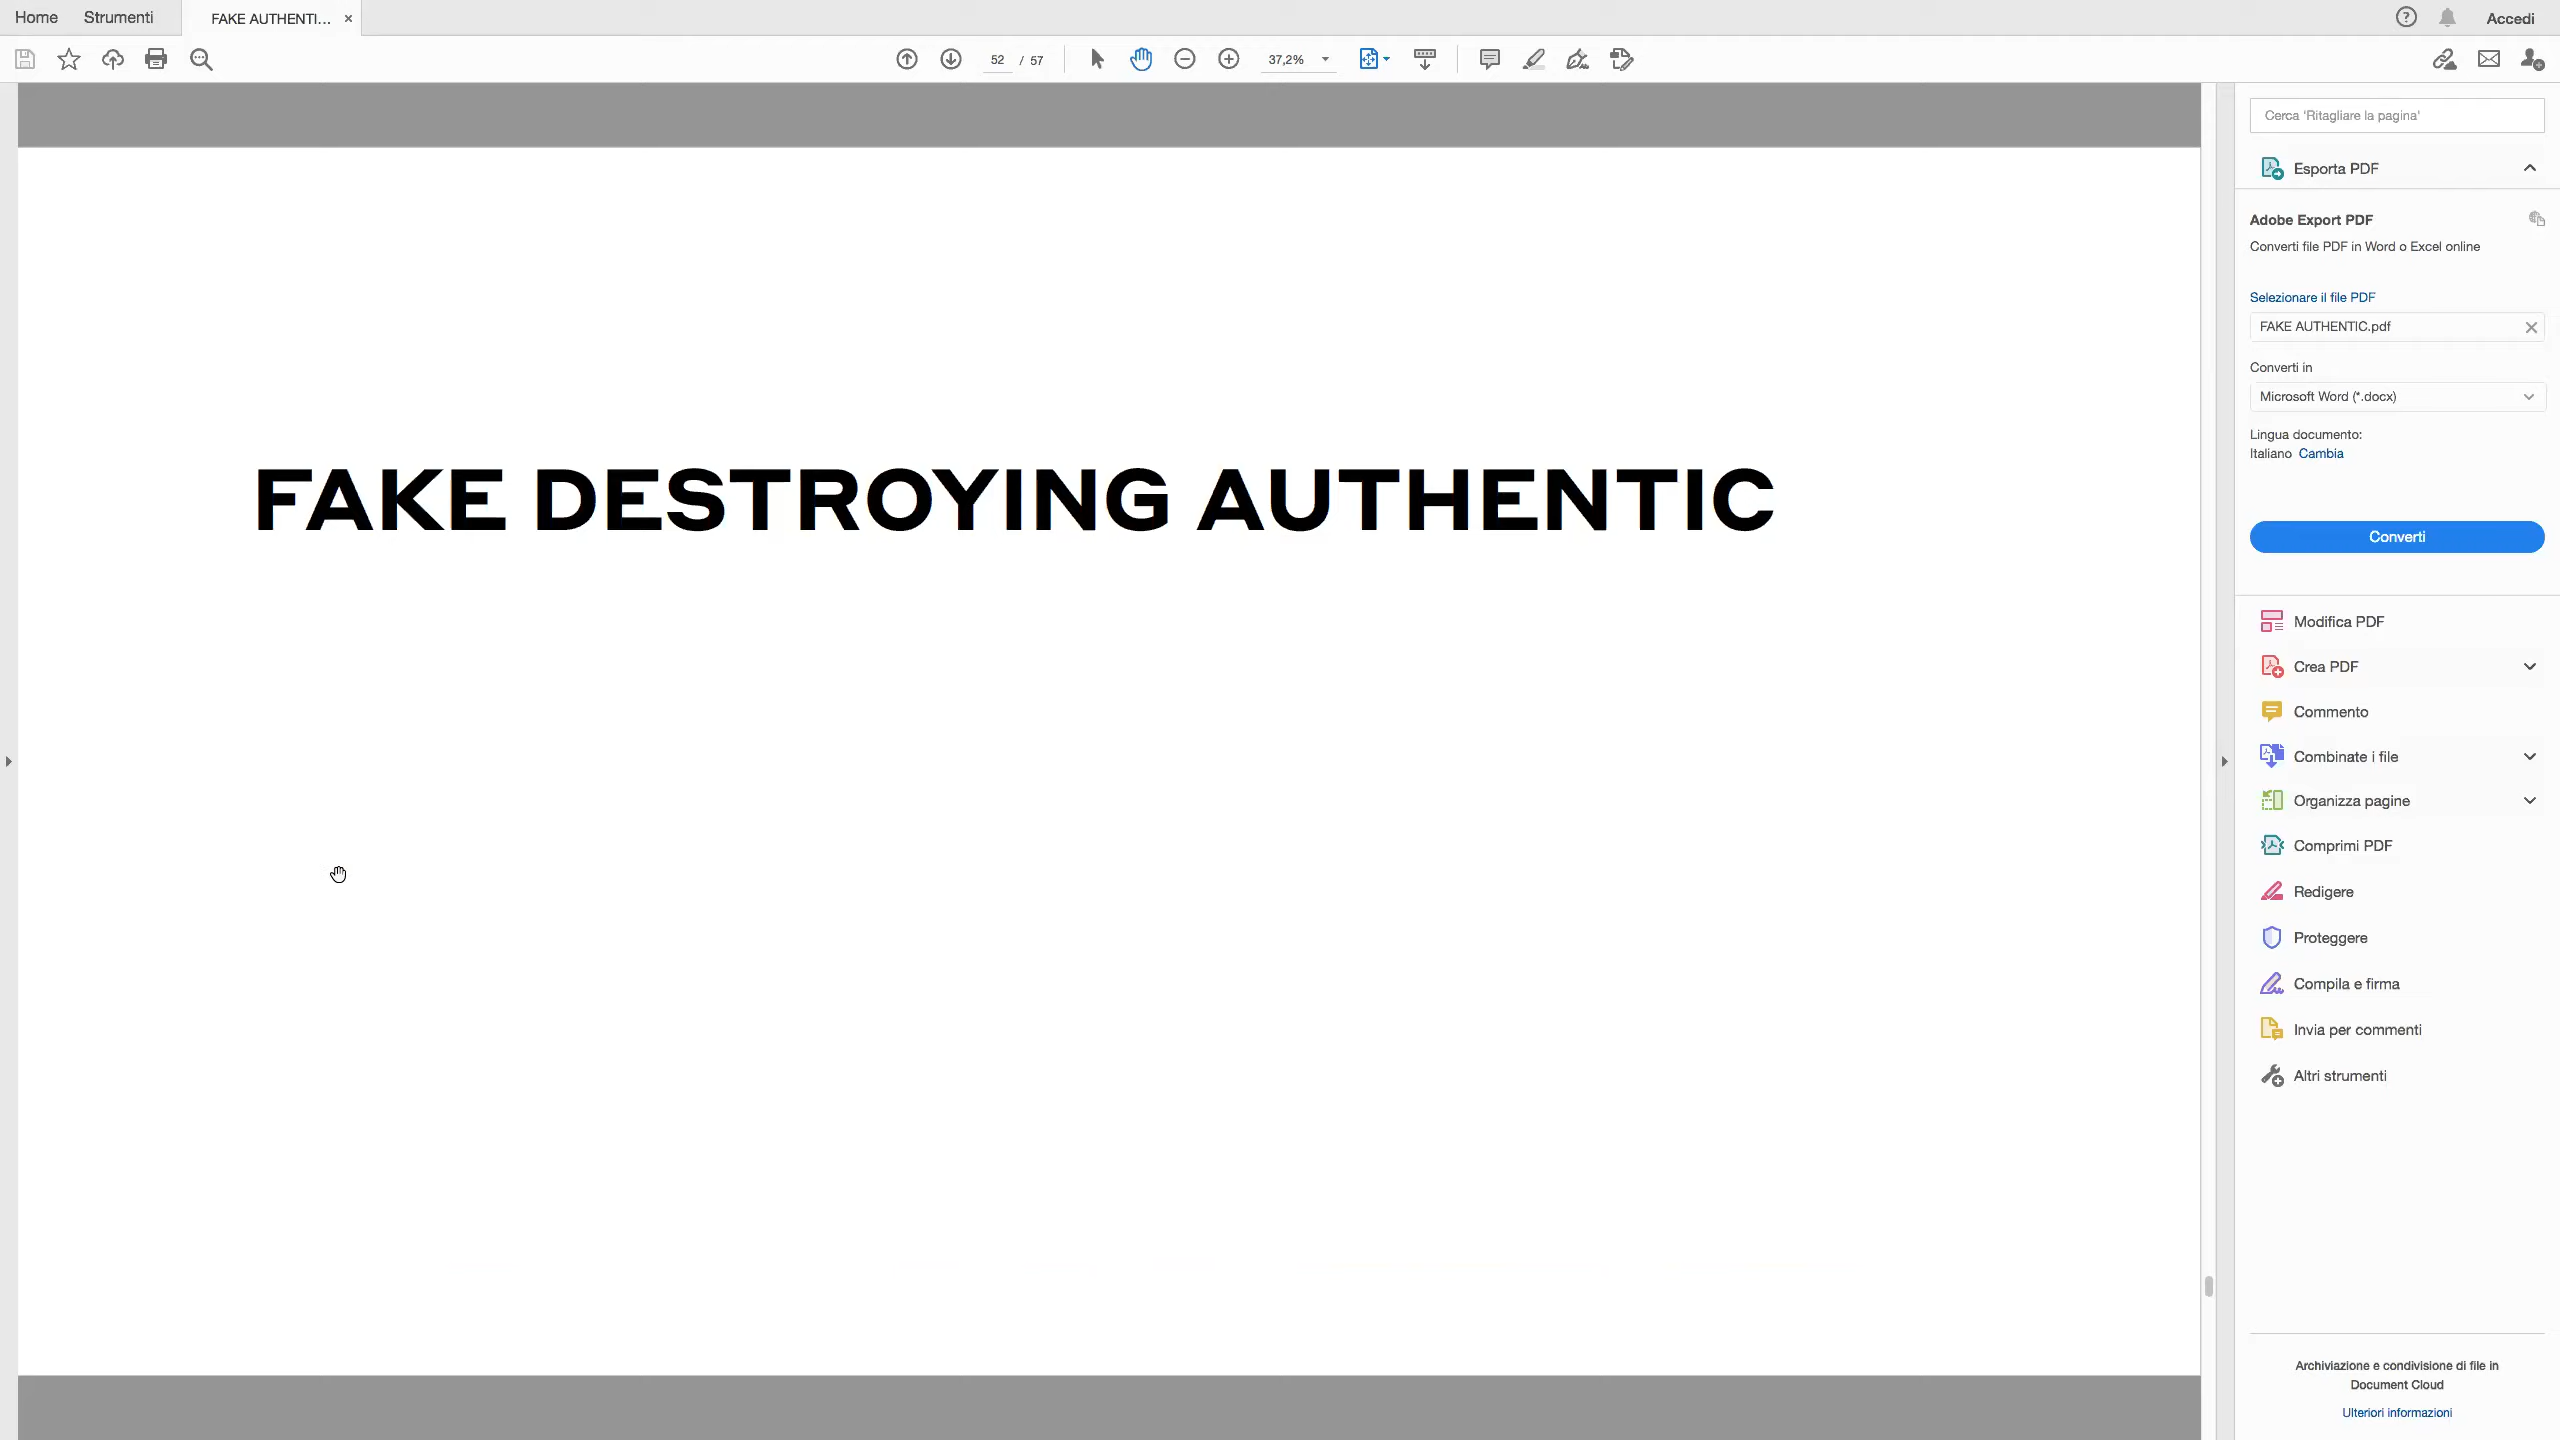 Home Strumenti FAKE AUTHENTI... × Accedi
52 / 57 37,2%
Cerca 'Ritagliare la pagina'
Esporta PDF
Adobe Export PDF
Converti file PDF in Word o Excel online
Selezionare il file PDF
FAKE AUTHENTIC.pdf
Converti in
Microsoft Word (*.docx)
Lingua documento:
Italiano Cambia
FAKE DESTROYING AUTHENTIC
Converti
Modifica PDF
Crea PDF
Commento
Combinate i file
Organizza pagine
Comprimi PDF
Redigere
Proteggere
Compila e firma
Invia per commenti
Altri strumenti
Archiviazione e condivisione di file in
Document Cloud
Ulteriori informazioni